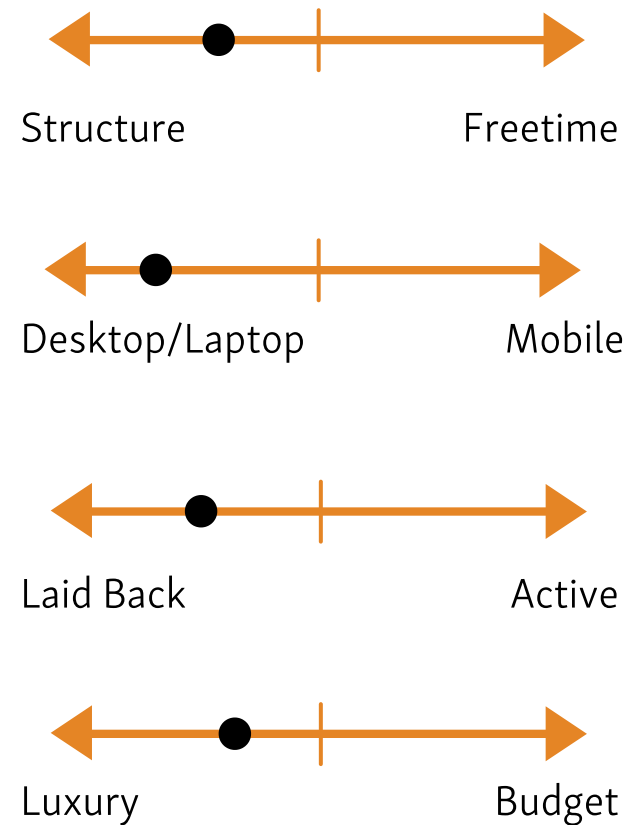 Structure Freetime
Desktop/Laptop Mobile
Laid Back Active
Luxury Budget